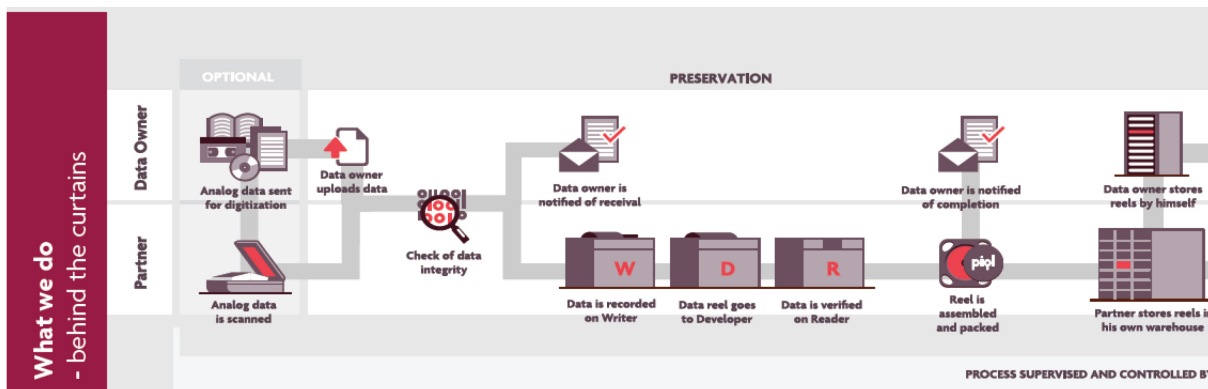 What we do
- behind the curtains
OPTIONAL
PRESERVATION
Data Owner
Analog data sent
for digitization
Data owner
uploads data
Data owner is
notified of receival
Data owner is notified
of completion
Data owner stores
reels by himself
Check of data
integrity
Partner
Analog data
is scanned
W
Data is recorded
on Writer
D
Data reel goes
to Developer
R
Data is verified
on Reader
piql
Reel is
assembled
and packed
Partner stores reels in
his own warehouse
PROCESS SUPERVISED AND CONTROLLED BY